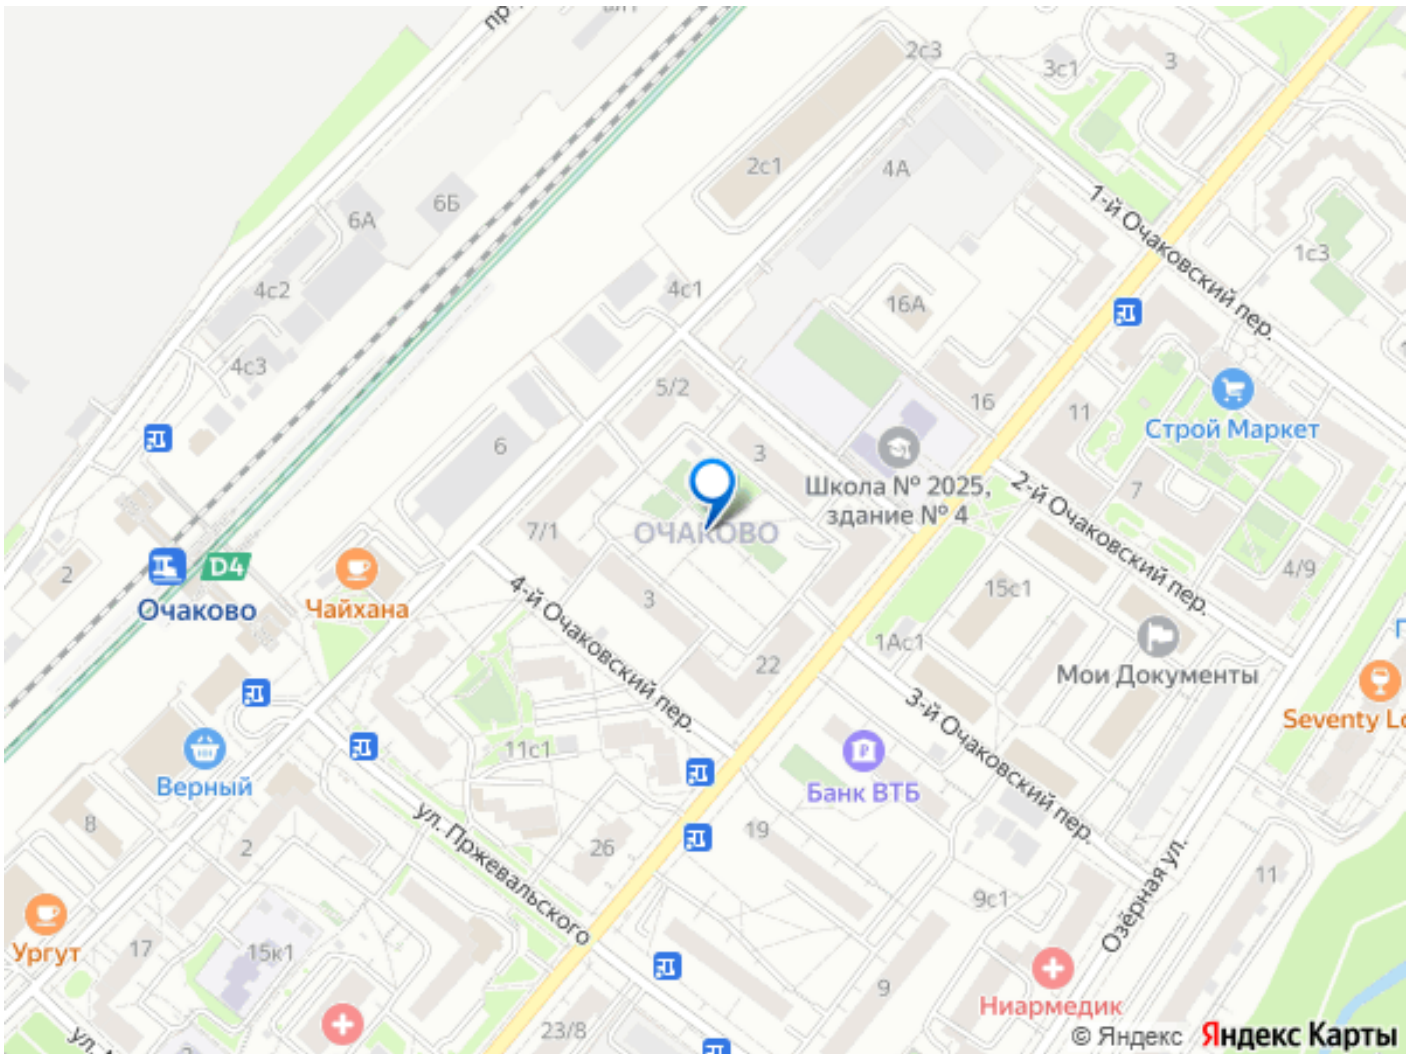 пр
8/П
2с3
3с1
3
2с1
4А
6А
6Б
1-й Очаковский пер.
1с3
4с2
4с1
16А
4с3
5/2
16
11
Строй Маркет
6
3
Школа № 2025,
здание № 4
2-й Очаковский пер.
7
ОЧАКОВО
7/1
D4
2
Очаково
Чайхана
4-й Очаковский пер.
3
15с1
4/9
1Ас1
22
Мои Документы
3-й Очаковский пер.
Seventy Lo
Верный
11с1
Банк ВТБ
8
2
ул. Пржевальского
26
19
Озёрная ул.
11
9с1
Ургут
17
15к1
9
Ниармедик
23/8
ул.
© Яндекс Яндекс Карты